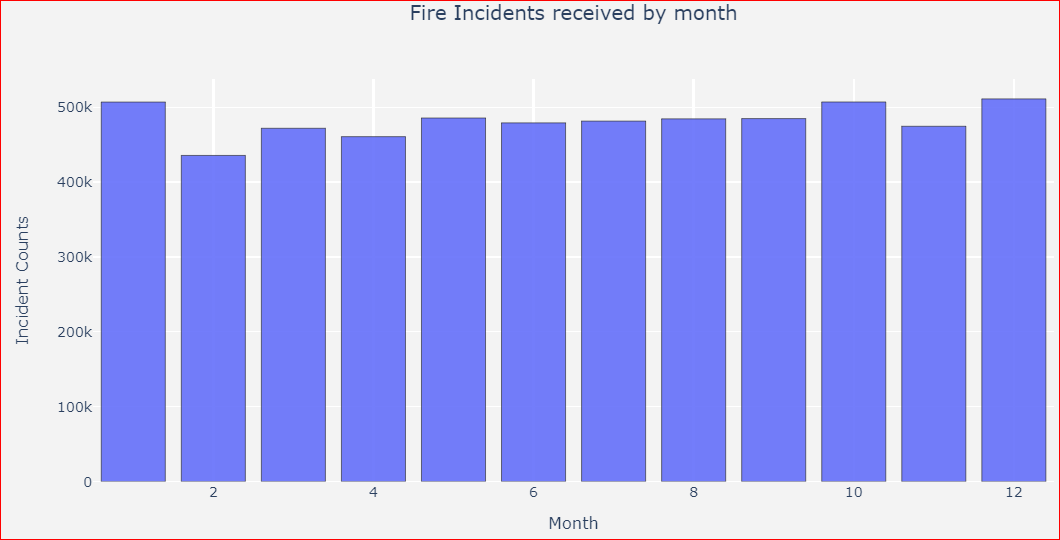 Fire Incidents received by month
500k
400k
300k
200k
100k
0
Incident Counts
2 4 6 8 10 12
Month